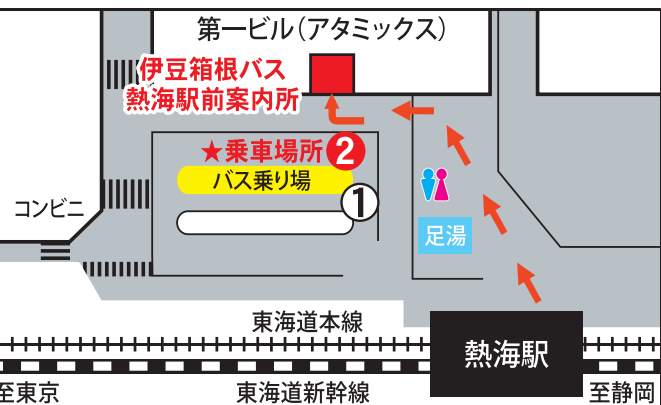 第一ビル(アタミックス)
伊豆箱根バス
熱海駅前案内所
★乗車場所❷
バス乗り場
①
コンビニ
足湯
東海道本線
熱海駅
至東京
東海道新幹線
至静岡